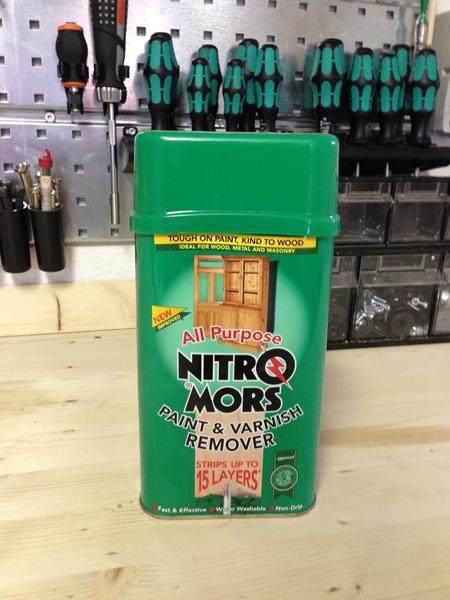 TOUGH ON PAINT, KIND TO WOOD
IDEAL FOR WOOD, METAL AND MASONRY
NEW
IMPROVED
All Purpose
NITRO
®MORS
PAINT & VARNISH
REMOVER
STRIPS UP TO
15 LAYERS*
Approved
Fast & Effective Water Washable Non-Drip